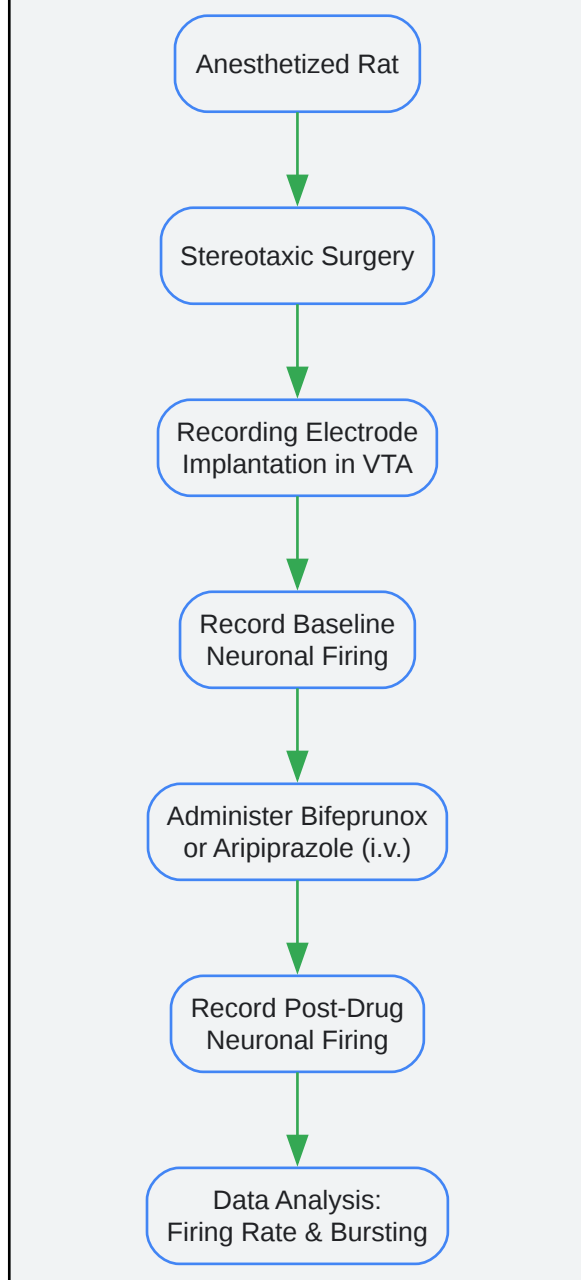 Anesthetized Rat
Stereotaxic Surgery
Recording Electrode
Implantation in VTA
Record Baseline
Neuronal Firing
Administer Bifeprunox
or Aripiprazole (i.v.)
Record Post-Drug
Neuronal Firing
Data Analysis:
Firing Rate & Bursting